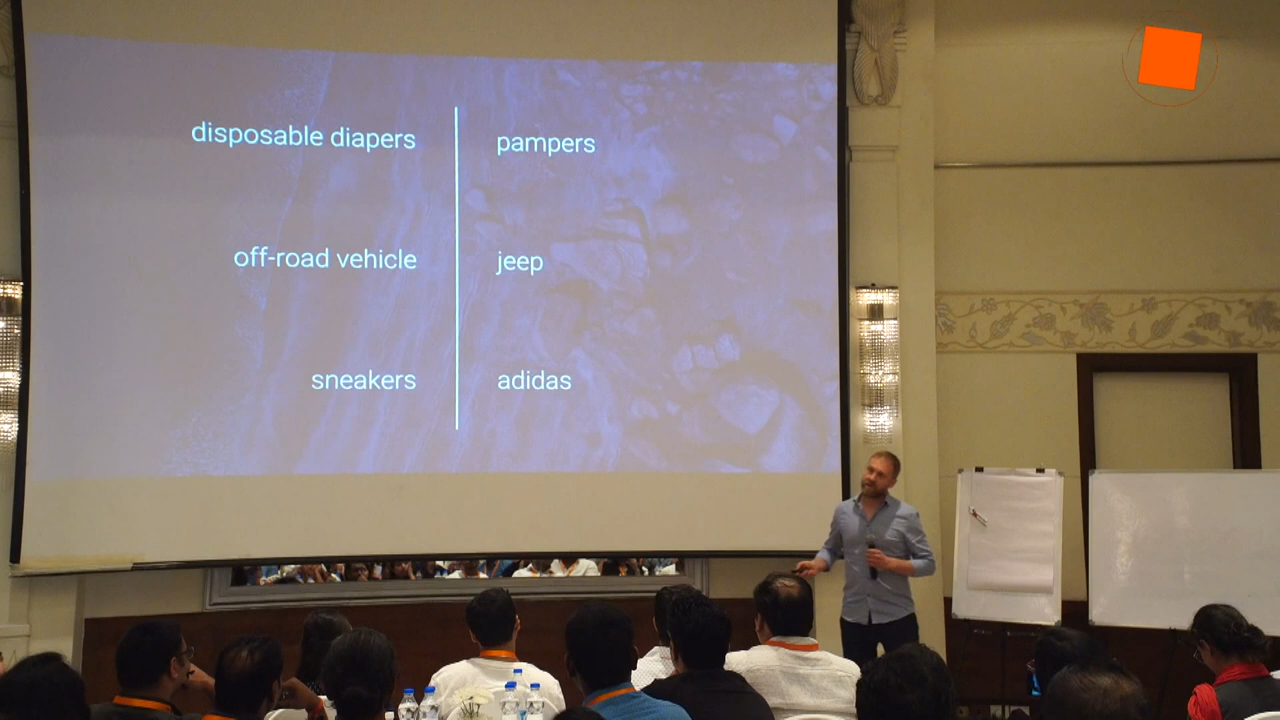 disposable diapers
pampers
off-road vehicle
jeep
sneakers
adidas